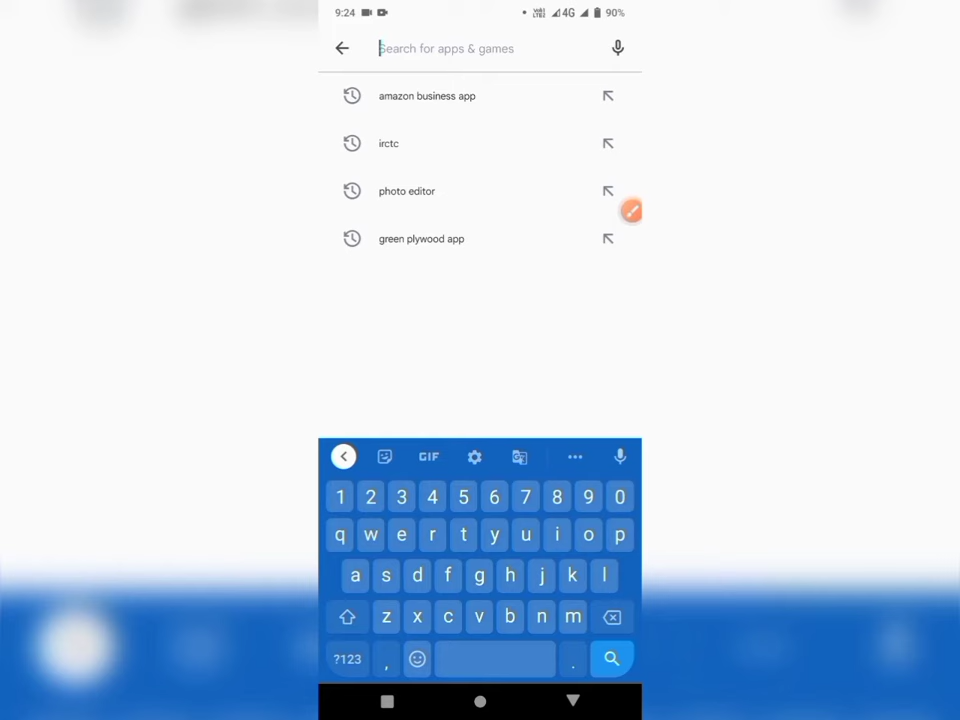 9:24 4G 90%
Search for apps & games
amazon business app
irctc
photo editor
green plywood app
GIF
1 2 3 4 5 6 7 8 9 0
q w e r t y u i o p
a s d f g h j k l
z x c v b n m
?123 , .